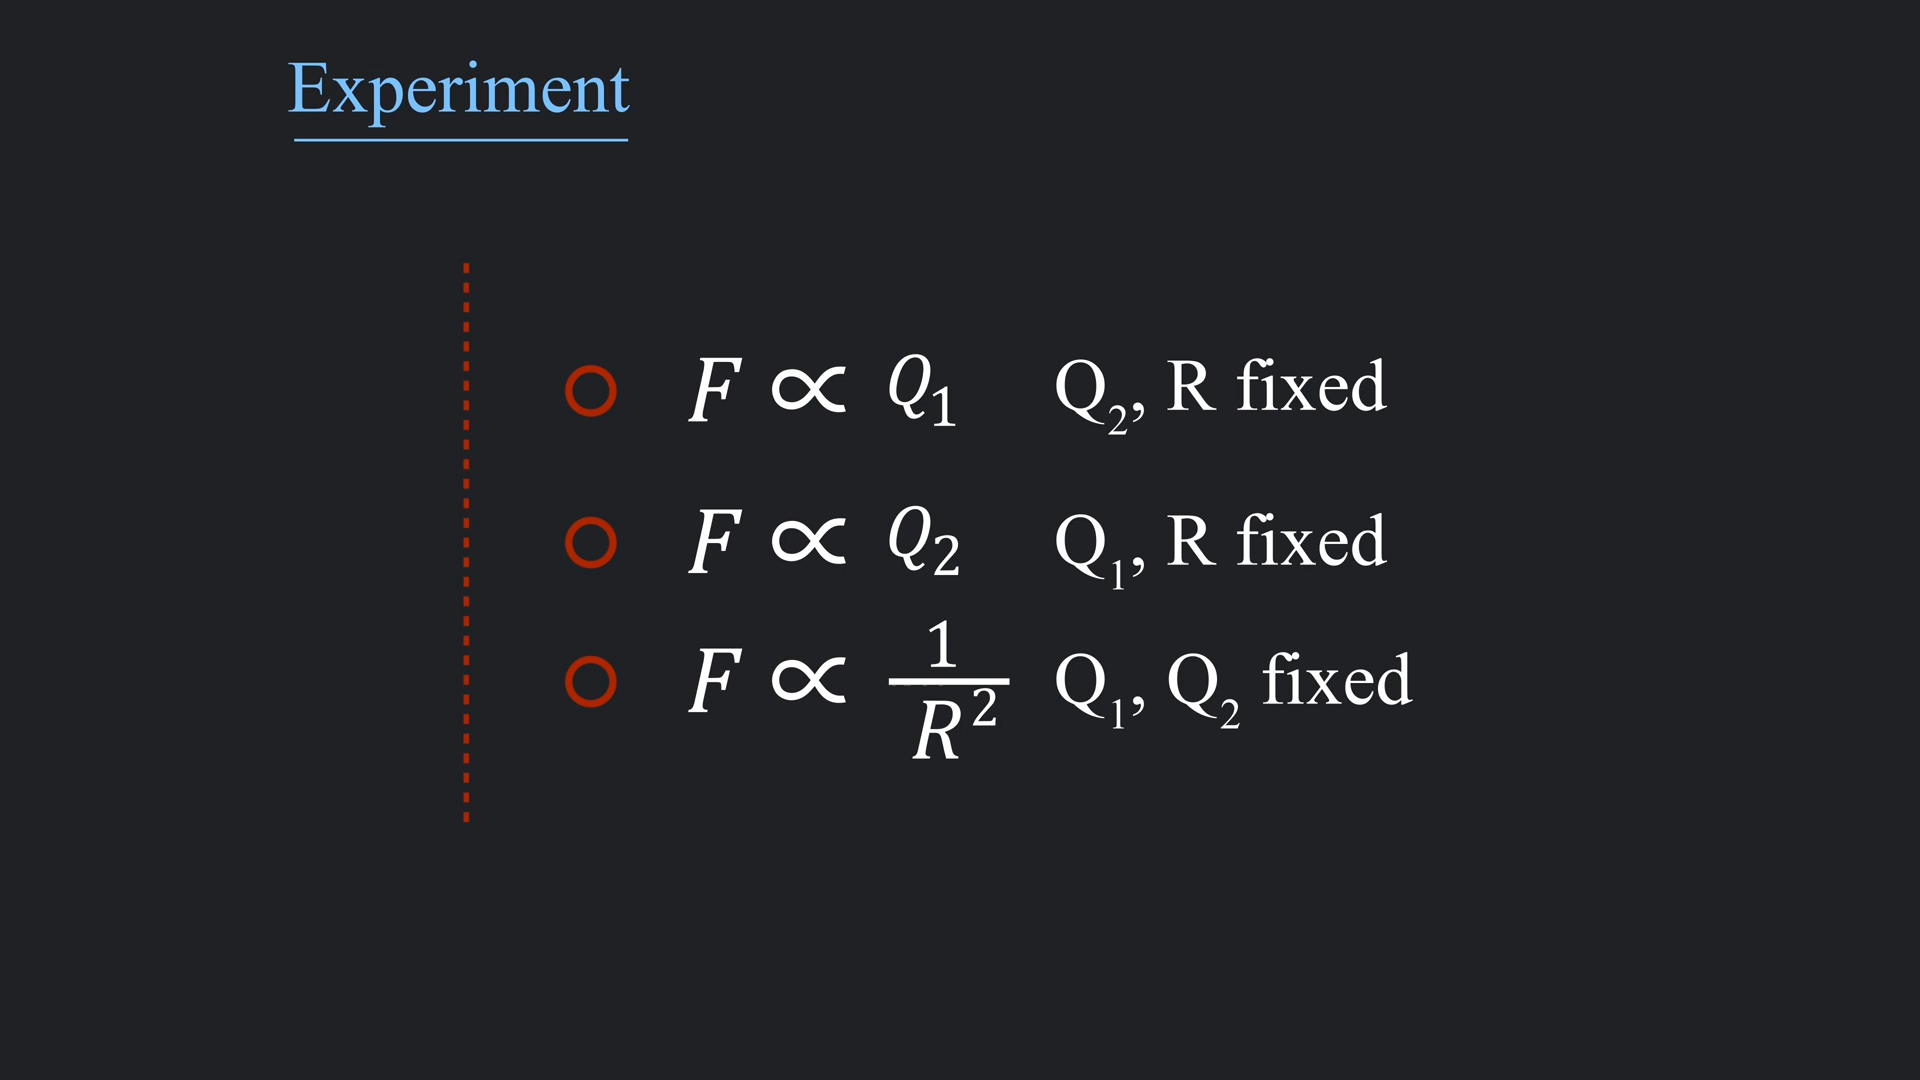 Experiment
F ∝ Q₁ Q₂, R fixed
F ∝ Q₂ Q₁, R fixed
F ∝ 1/R² Q₁, Q₂ fixed